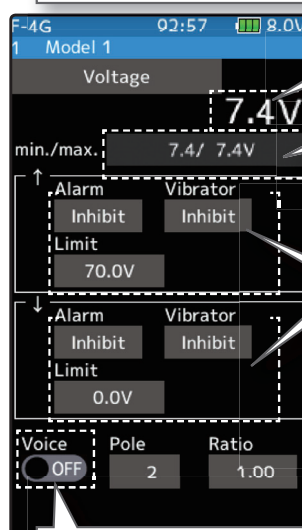 F-4G 02:57 8.0V
1 Model 1
Voltage
7.4V
min./max. 7.4/ 7.4V
↑ Alarm Vibrator
Inhibit Inhibit
Limit
70.0V
↓ Alarm Vibrator
Inhibit Inhibit
Limit
0.0V
Voice Pole Ratio
OFF 2 1.00